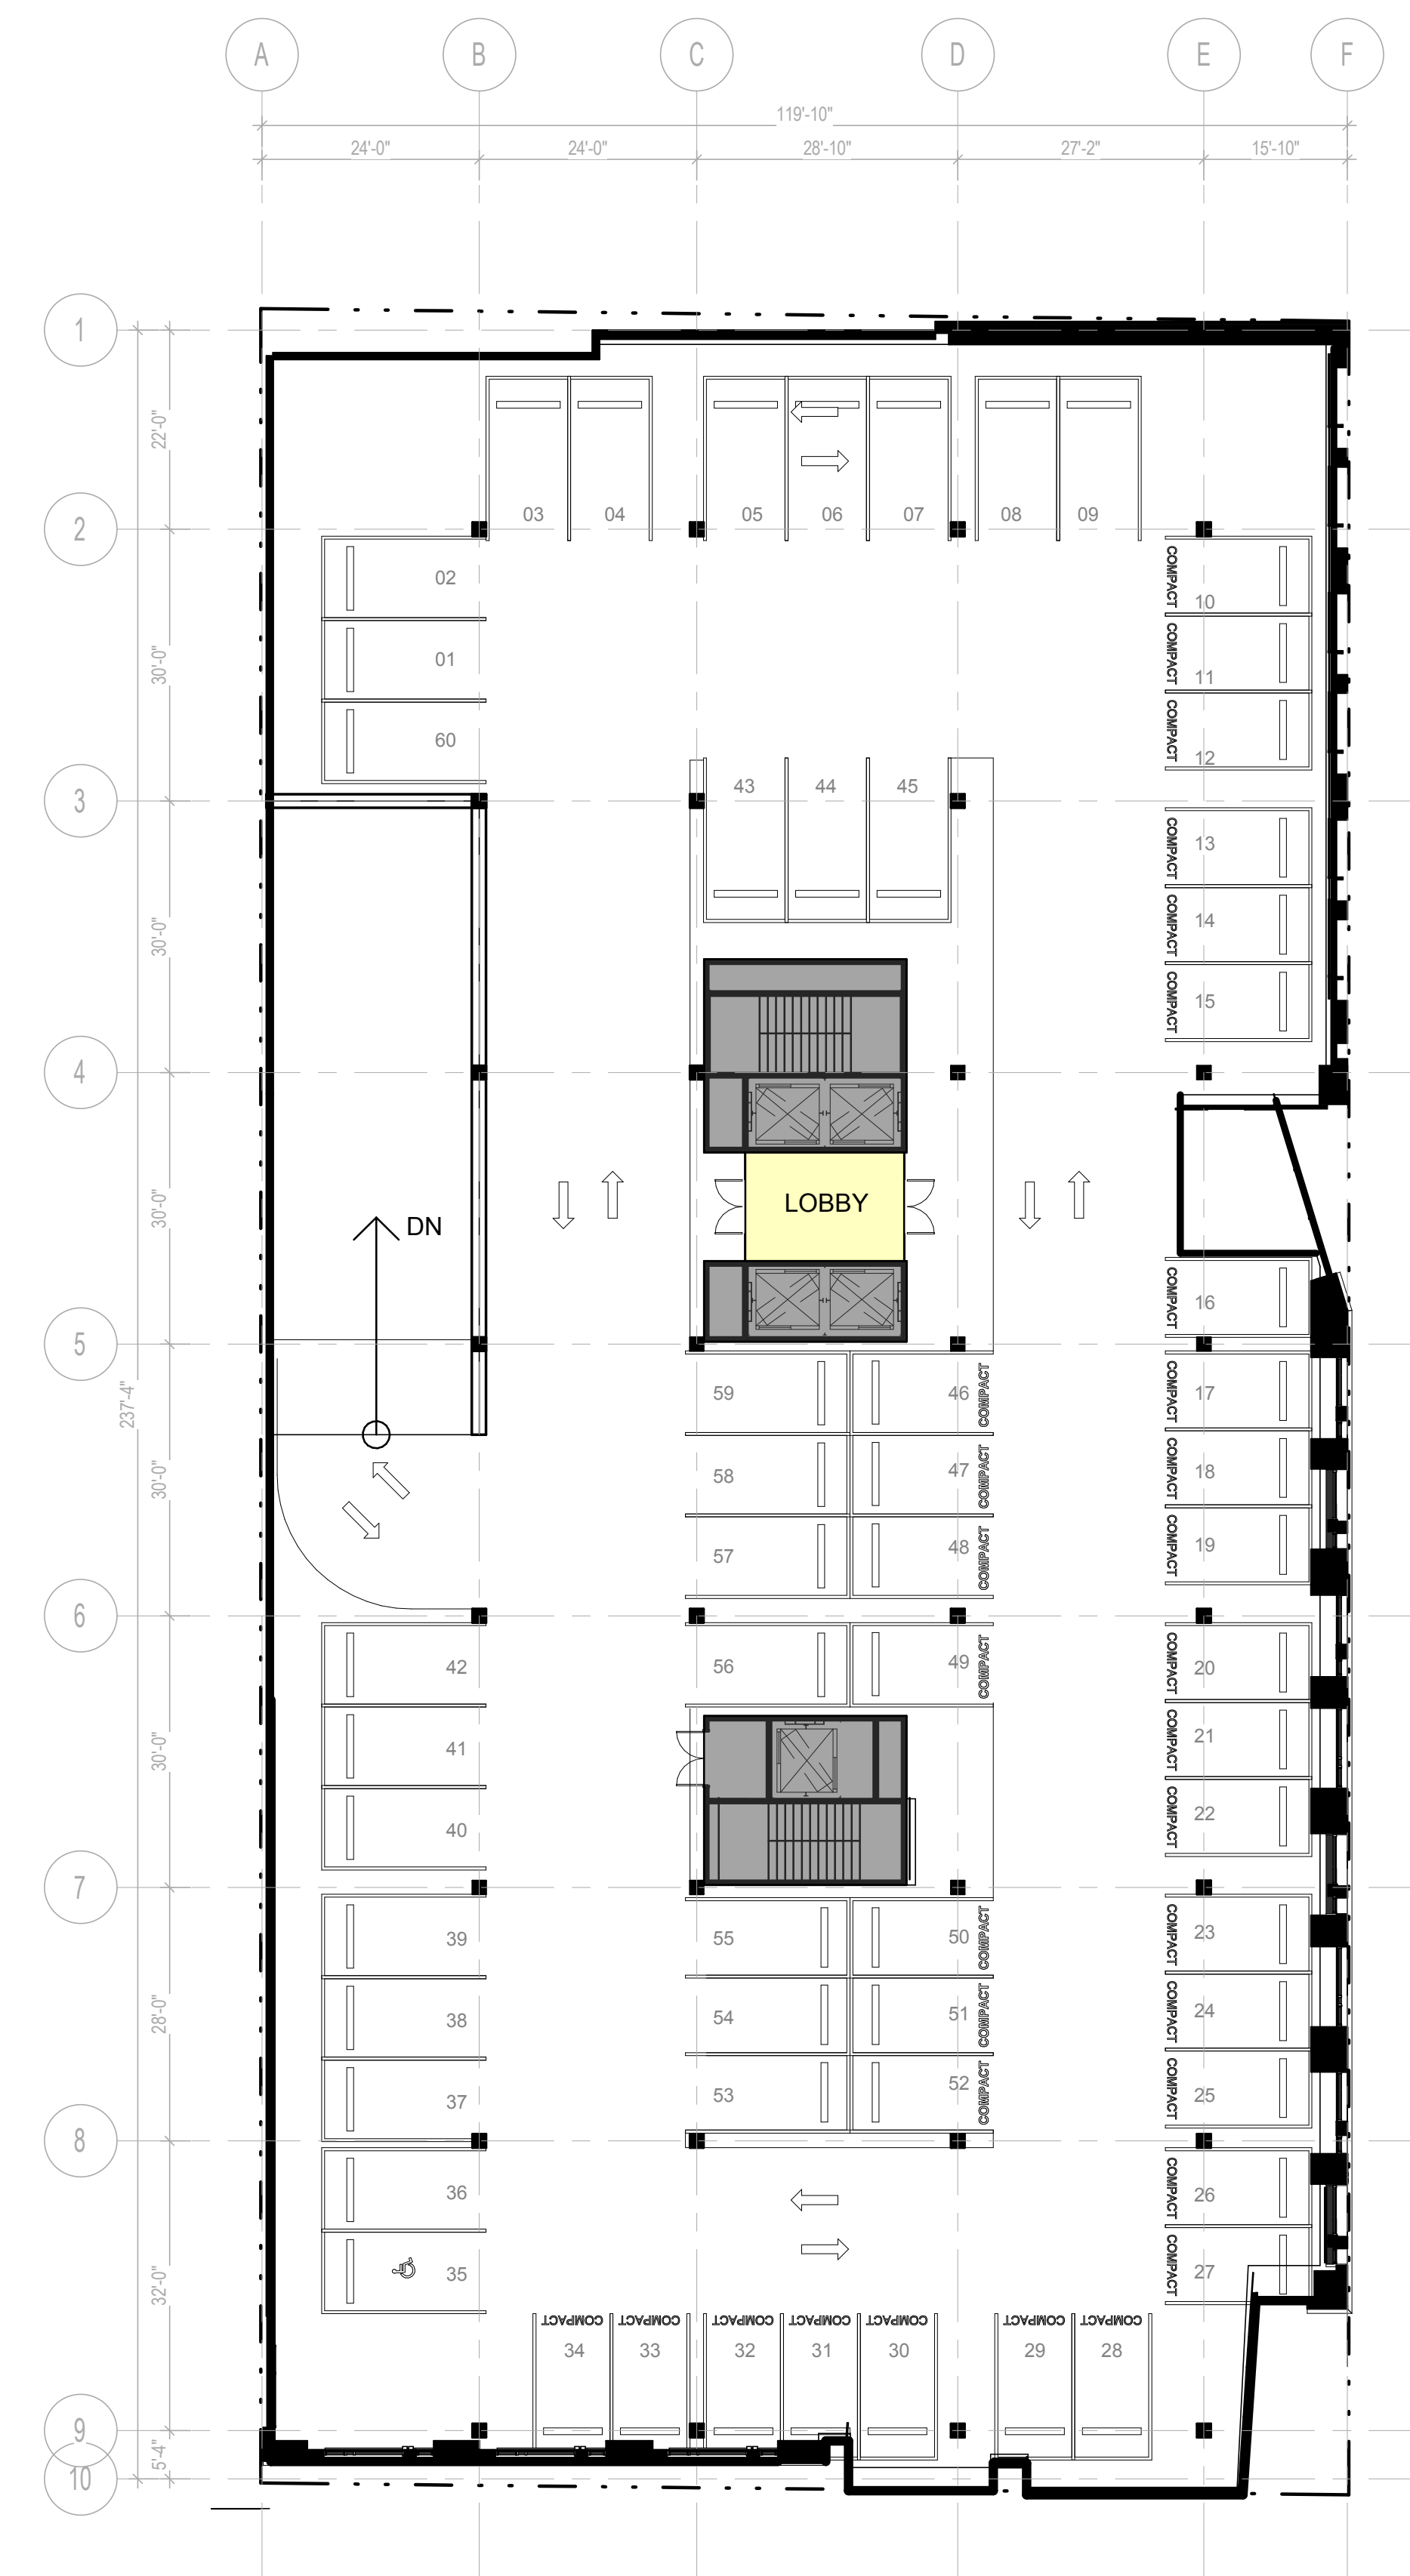 A B C D E F
119'-10"
24'-0" 24'-0" 28'-10" 27'-2" 15'-10"
1
22'-0"
03 04 05 06 07 08 09
2
02 COMPACT 10
30'-0"
01 COMPACT 11
60 COMPACT 12
43 44 45
3
COMPACT 13
30'-0"
COMPACT 14
COMPACT 15
4
30'-0"
LOBBY
DN
COMPACT 16
5
237'-4"
59 46 COMPACT COMPACT 17
30'-0"
58 47 COMPACT COMPACT 18
57 48 COMPACT COMPACT 19
6
42 56 49 COMPACT COMPACT 20
30'-0"
41 COMPACT 21
40 COMPACT 22
7
39 55 50 COMPACT COMPACT 23
28'-0"
38 54 51 COMPACT COMPACT 24
37 53 52 COMPACT COMPACT 25
8
36 COMPACT 26
32'-0"
35 COMPACT 27
COMPACT COMPACT COMPACT COMPACT COMPACT COMPACT COMPACT
34 33 32 31 30 29 28
9
5'-4"
10